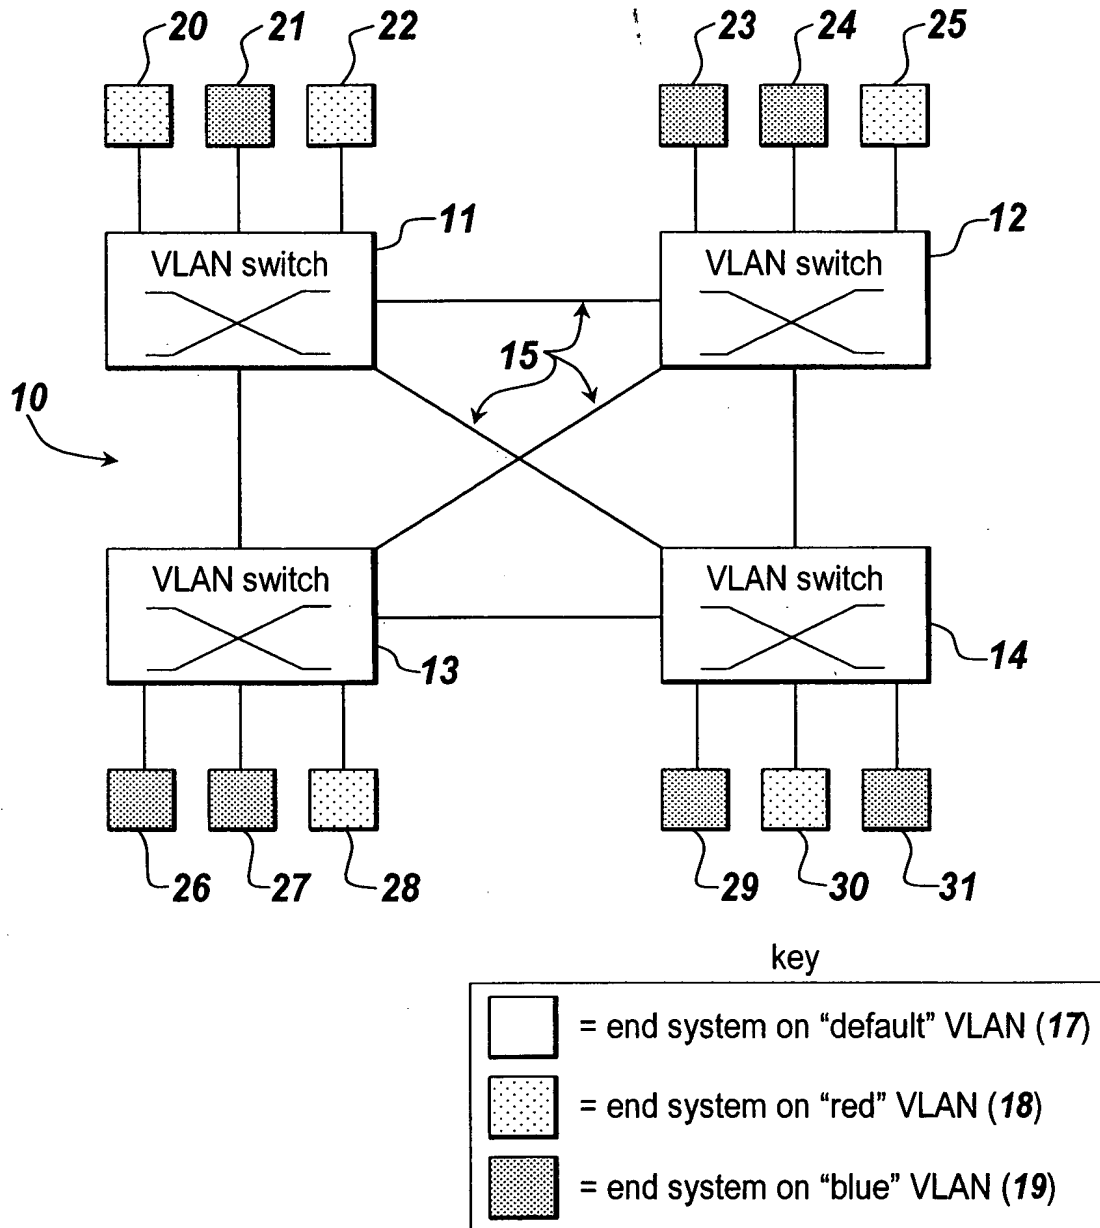 20 21 22 23 24 25
11 12
VLAN switch VLAN switch
15
10
VLAN switch VLAN switch
13 14
26 27 28 29 30 31
key
= end system on “default” VLAN (17)
= end system on “red” VLAN (18)
= end system on “blue” VLAN (19)